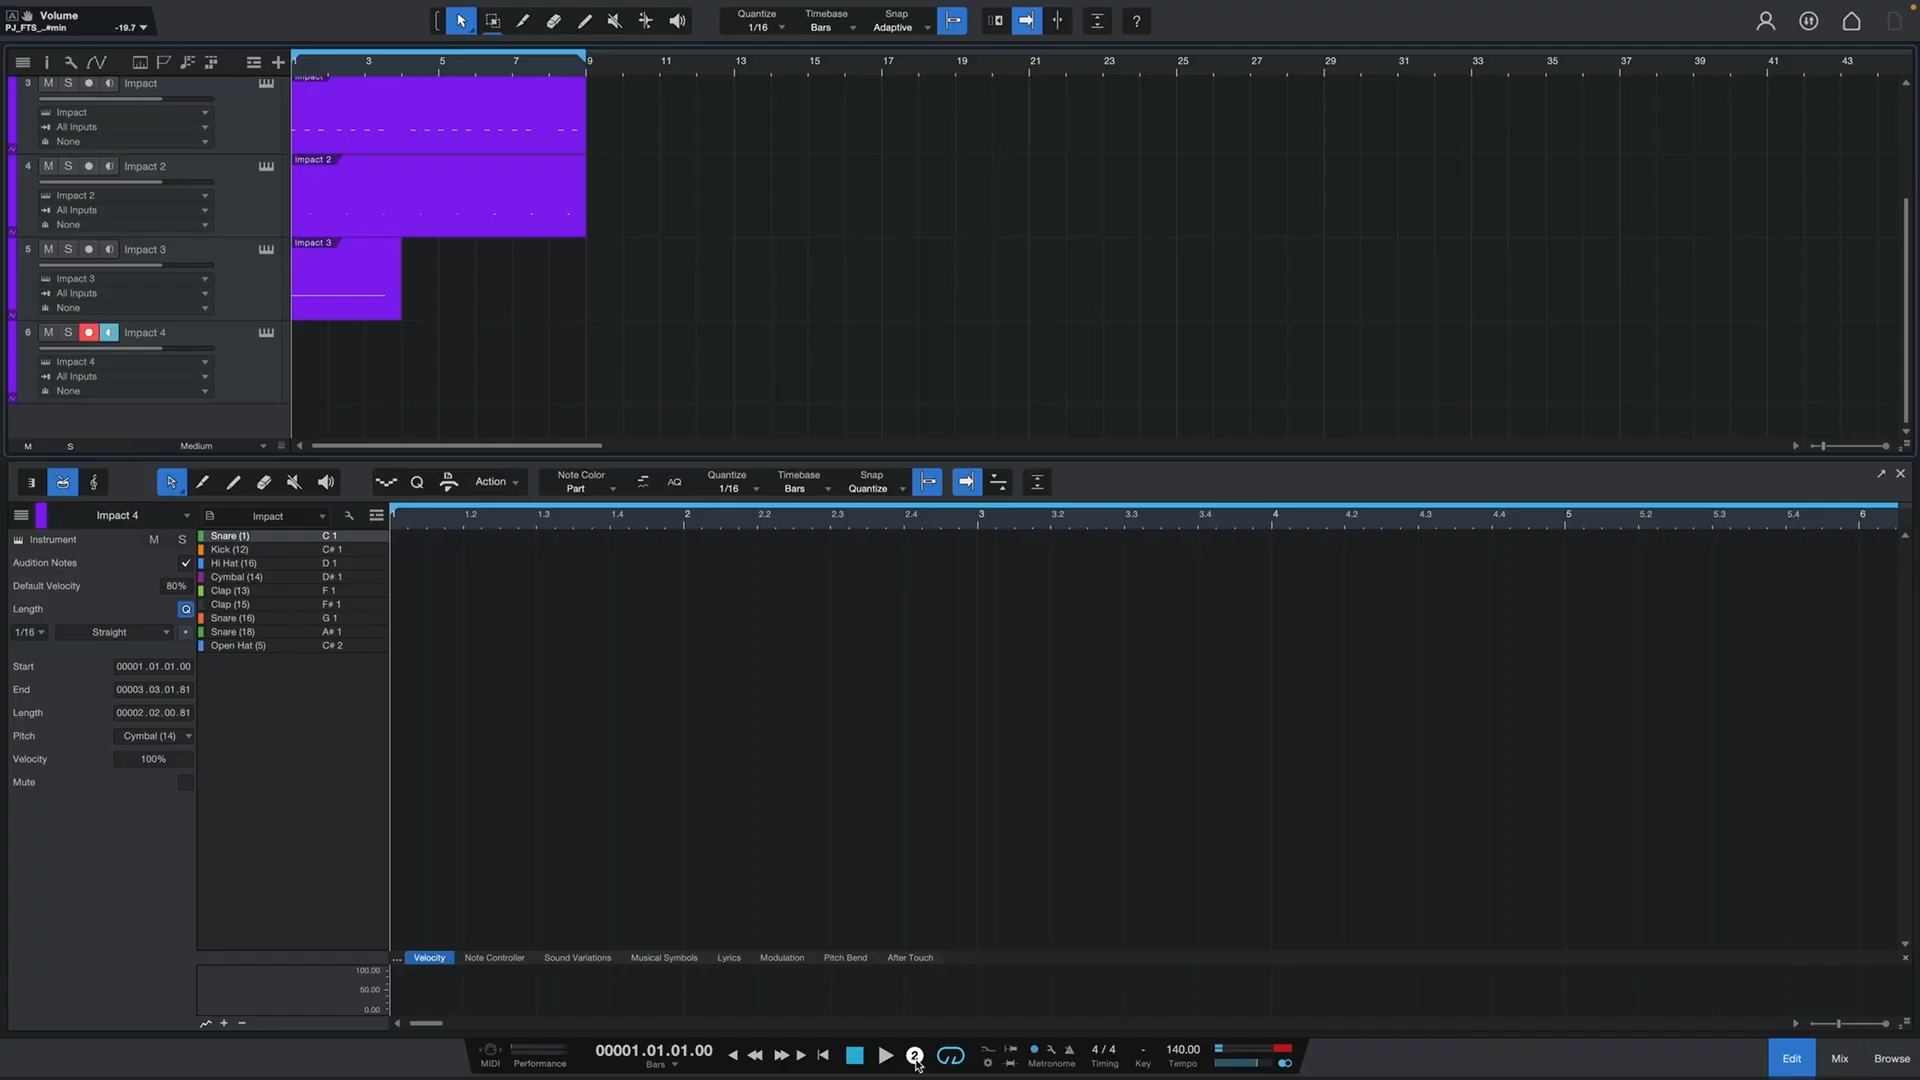 Volume
PJ_FTS_..#min -19.7
Quantize Timebase Snap
1/16 Bars Adaptive
?
1 3 5 7 9 11 13 15 17 19 21 23 25 27 29 31 33 35 37 39 41 43
3 M S Impact
Impact
All Inputs
None
Impact
4 M S Impact 2
Impact 2
All Inputs
None
Impact 2
5 M S Impact 3
Impact 3
All Inputs
None
Impact 3
6 M S Impact 4
Impact 4
All Inputs
None
M S Medium
Q Action
Note Color
Part
AQ
Quantize Timebase Snap
1/16 Bars Quantize
Impact 4
Impact
1 1.2 1.3 1.4 2 2.2 2.3 2.4 3 3.2 3.3 3.4 4 4.2 4.3 4.4 5 5.2 5.3 5.4 6
Instrument M S
Audition Notes
Default Velocity 80%
Length Q
1/16 Straight
Start 00001.01.01.00
End 00003.03.01.81
Length 00002.02.00.81
Pitch Cymbal (14)
Velocity 100%
Mute
Snare (1) C 1
Kick (12) C# 1
Hi Hat (16) D 1
Cymbal (14) D# 1
Clap (13) F 1
Clap (15) F# 1
Snare (16) G 1
Snare (18) A# 1
Open Hat (5) C# 2
... Velocity Note Controller Sound Variations Musical Symbols Lyrics Modulation Pitch Bend After Touch
100.00
50.00
0.00
MIDI Performance
00001.01.01.00
Bars
2
Metronome
4 / 4
Timing
-
Key
140.00
Tempo
Edit Mix Browse